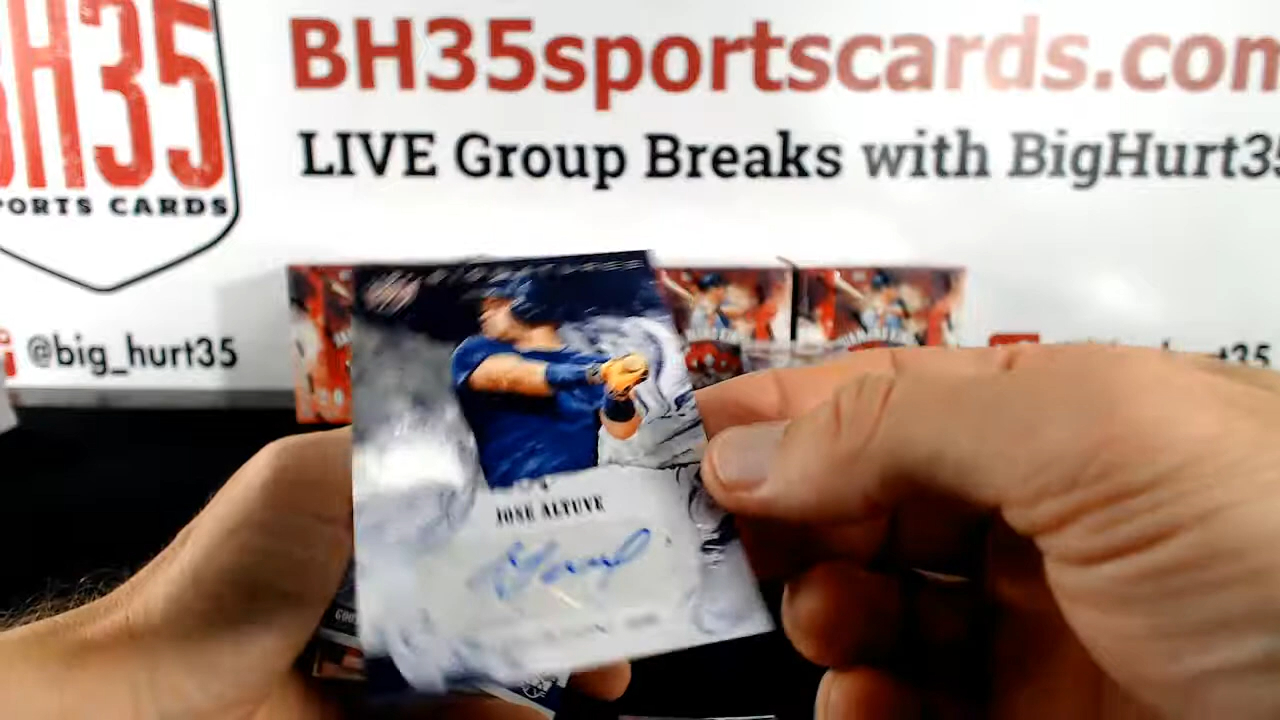 BH35
PORTS CARDS
BH35sportscards.com
LIVE Group Breaks with BigHurt35
@big_hurt35
JOSE ALTUVE